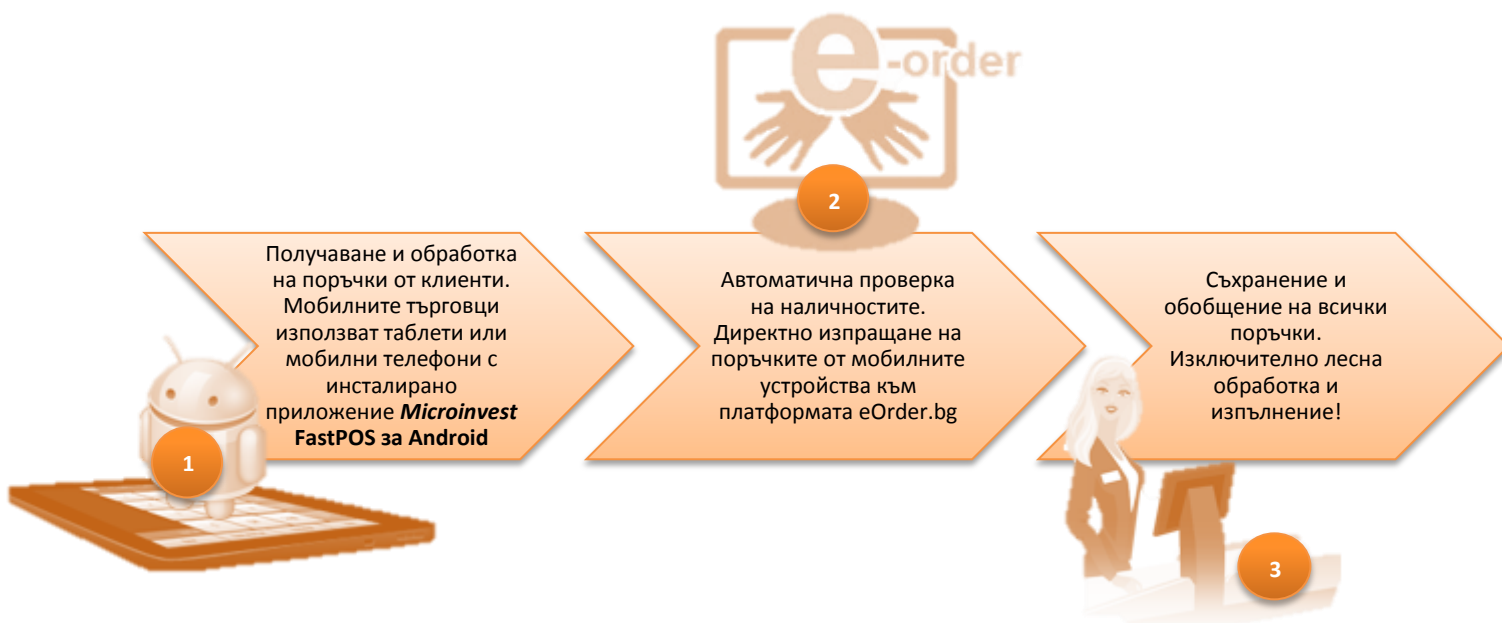 e-order
2
Получаване и обработка
на поръчки от клиенти.
Мобилните търговци
използват таблети или
мобилни телефони с
инсталирано
приложение Microinvest
FastPOS за Android
1
Автоматична проверка
на наличностите.
Директно изпращане на
поръчките от мобилните
устройства към
платформата eOrder.bg
Съхранение и
обобщение на всички
поръчки.
Изключително лесна
обработка и
изпълнение!
3